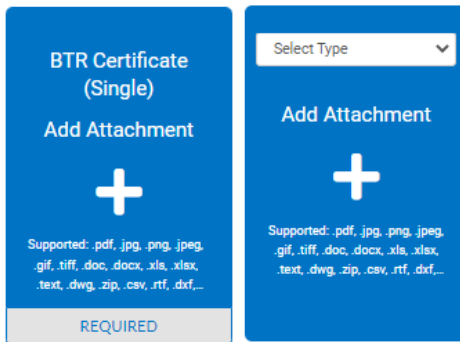 BTR Certificate
(Single)
Add Attachment
Supported: .pdf, .jpg, .png, .jpeg,
.gif, .tiff, .doc, .docx, .xls, .xlsx,
.text, .dwg, .zip, .csv, .rtf, .dxf,...
REQUIRED
Select Type
Add Attachment
Supported: .pdf, .jpg, .png, .jpeg,
.gif, .tiff, .doc, .docx, .xls, .xlsx,
.text, .dwg, .zip, .csv, .rtf, .dxf,...